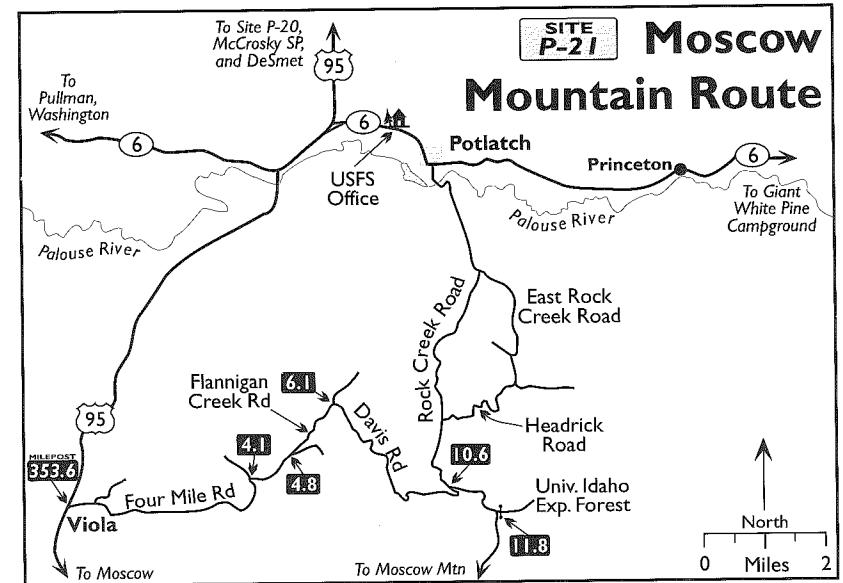 SITE
P-21
Moscow
Mountain Route
To Site P-20,
McCrosky SP,
and DeSmet
95
To
Pullman,
Washington
6
6
USFS
Office
Potlatch
Princeton
6
To Giant
White Pine
Campground
Palouse River
Palouse River
East Rock
Creek Road
Rock Creek Road
Headrick
Road
Flannigan
Creek Rd
6.1
Davis Rd
95
4.1
4.8
10.6
MILEPOST
353.6
Four Mile Rd
Viola
Univ. Idaho
Exp. Forest
11.8
To Moscow
To Moscow Mtn
North
0 Miles 2